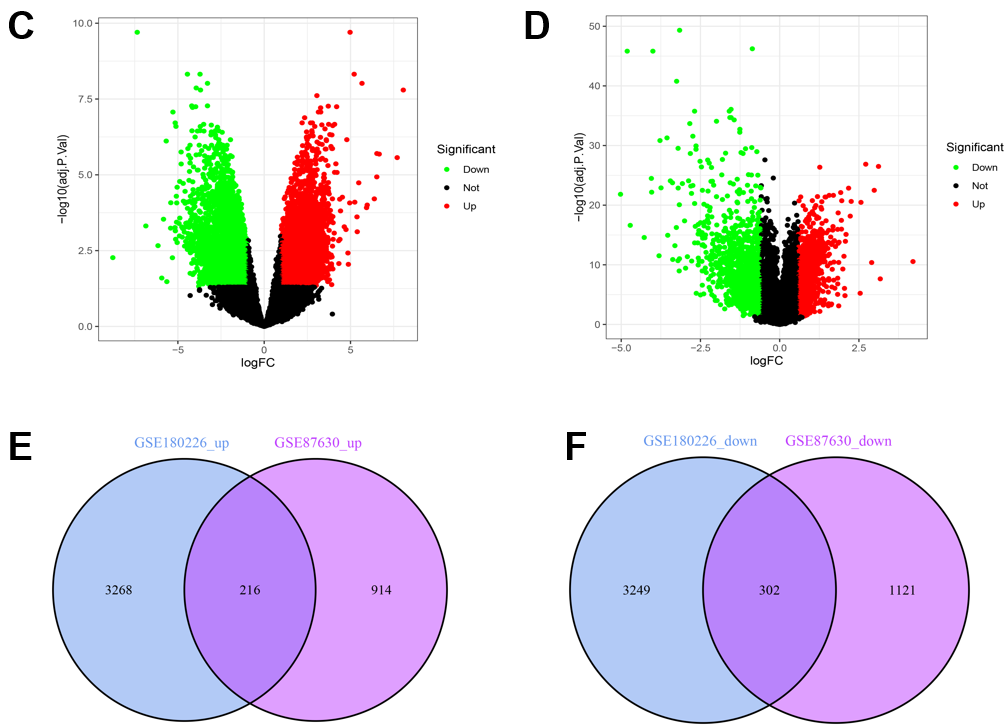 C
−log10(adj.P.Val)
10.0
7.5
5.0
2.5
0.0
−5
0
5
logFC
Significant
Down
Not
Up
D
−log10(adj.P.Val)
50
40
30
20
10
0
−5.0
−2.5
0.0
2.5
logFC
Significant
Down
Not
Up
E
GSE180226_up
GSE87630_up
3268
216
914
F
GSE180226_down
GSE87630_down
3249
302
1121